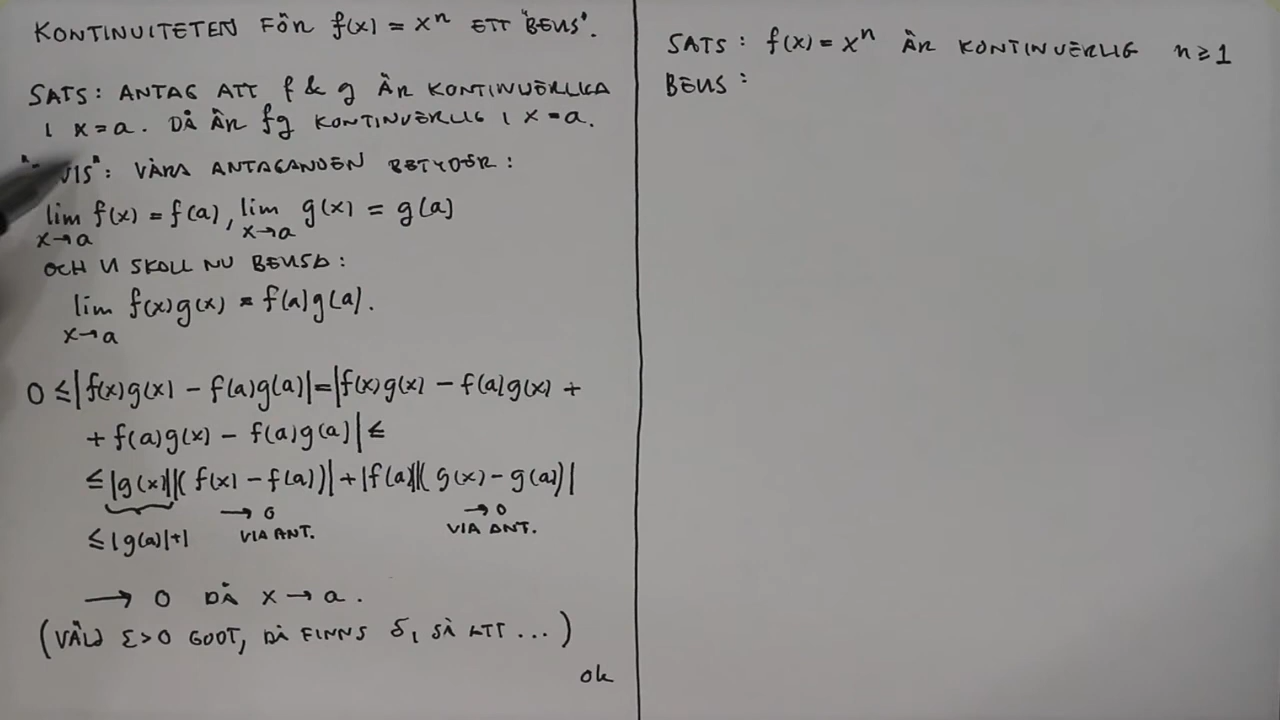 KONTINUITETEN FÖR f(x) = xⁿ ETT "BEVIS".
SATS: ANTAG ATT f & g ÄR KONTINUERLIGA
I x=a. DÅ ÄR fg KONTINUERLIG I x=a.
VIS": VÅRA ANTAGANDEN BETYDER:
lim f(x) = f(a), lim g(x) = g(a)
x→a x→a
OCH VI SKALL NU BEVISA:
lim f(x)g(x) = f(a)g(a).
x→a
0 ≤ |f(x)g(x) - f(a)g(a)| = |f(x)g(x) - f(a)g(x) +
+ f(a)g(x) - f(a)g(a)| ≤
≤ |g(x)||(f(x) - f(a))| + |f(a)||(g(x) - g(a))|
→ 0 → 0
≤ |g(a)|+1 VIA ANT. VIA ANT.
→ 0 DÅ x→a.
(VÄLJ ε>0 GODT, DÅ FINNS δ, SÅ ATT ...)
ok
SATS: f(x) = xⁿ ÄR KONTINUERLIG n≥1
BEVIS: